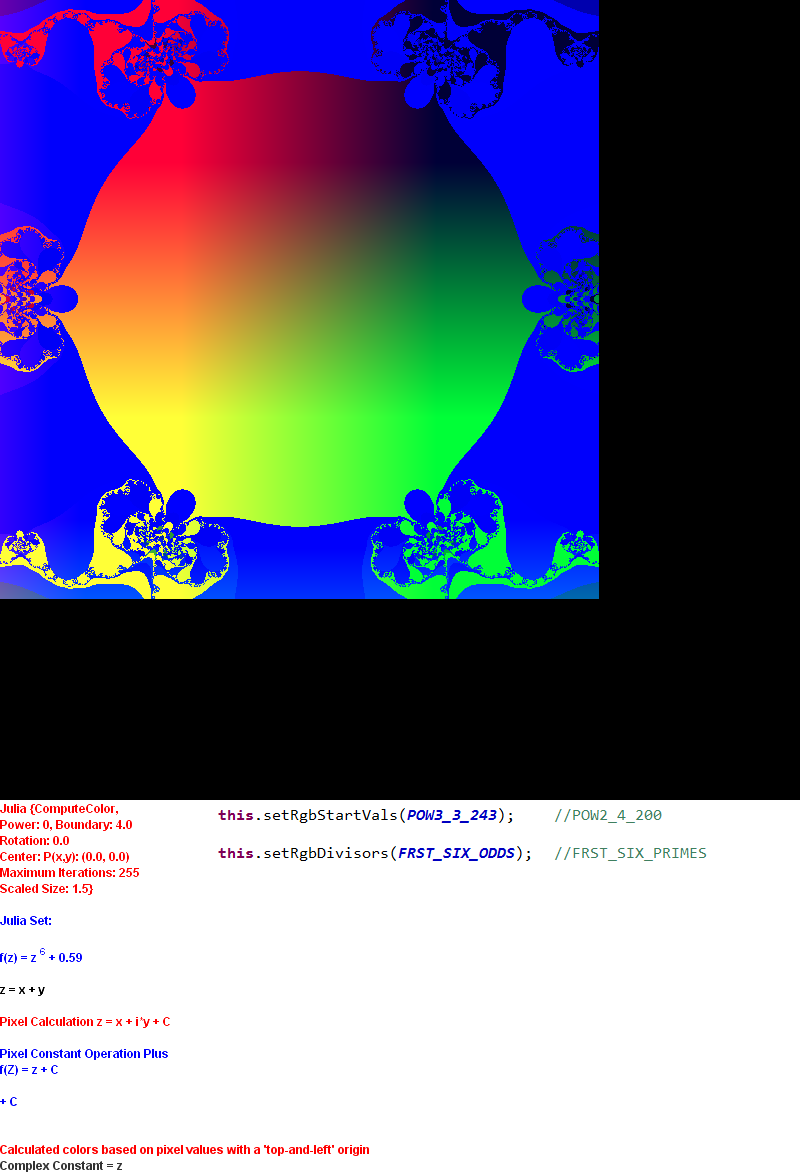 Julia {ComputeColor,
Power: 0, Boundary: 4.0
Rotation: 0.0
Center: P(x,y): (0.0, 0.0)
Maximum Iterations: 255
Scaled Size: 1.5}
this.setRgbStartVals(POW3_3_243); //POW2_4_200
this.setRgbDivisors(FRST_SIX_ODDS); //FRST_SIX_PRIMES
Julia Set:
f(z) = z 6 + 0.59
z = x + y
Pixel Calculation z = x + i*y + C
Pixel Constant Operation Plus
f(Z) = z + C
+ C
Calculated colors based on pixel values with a 'top-and-left' origin
Complex Constant = z